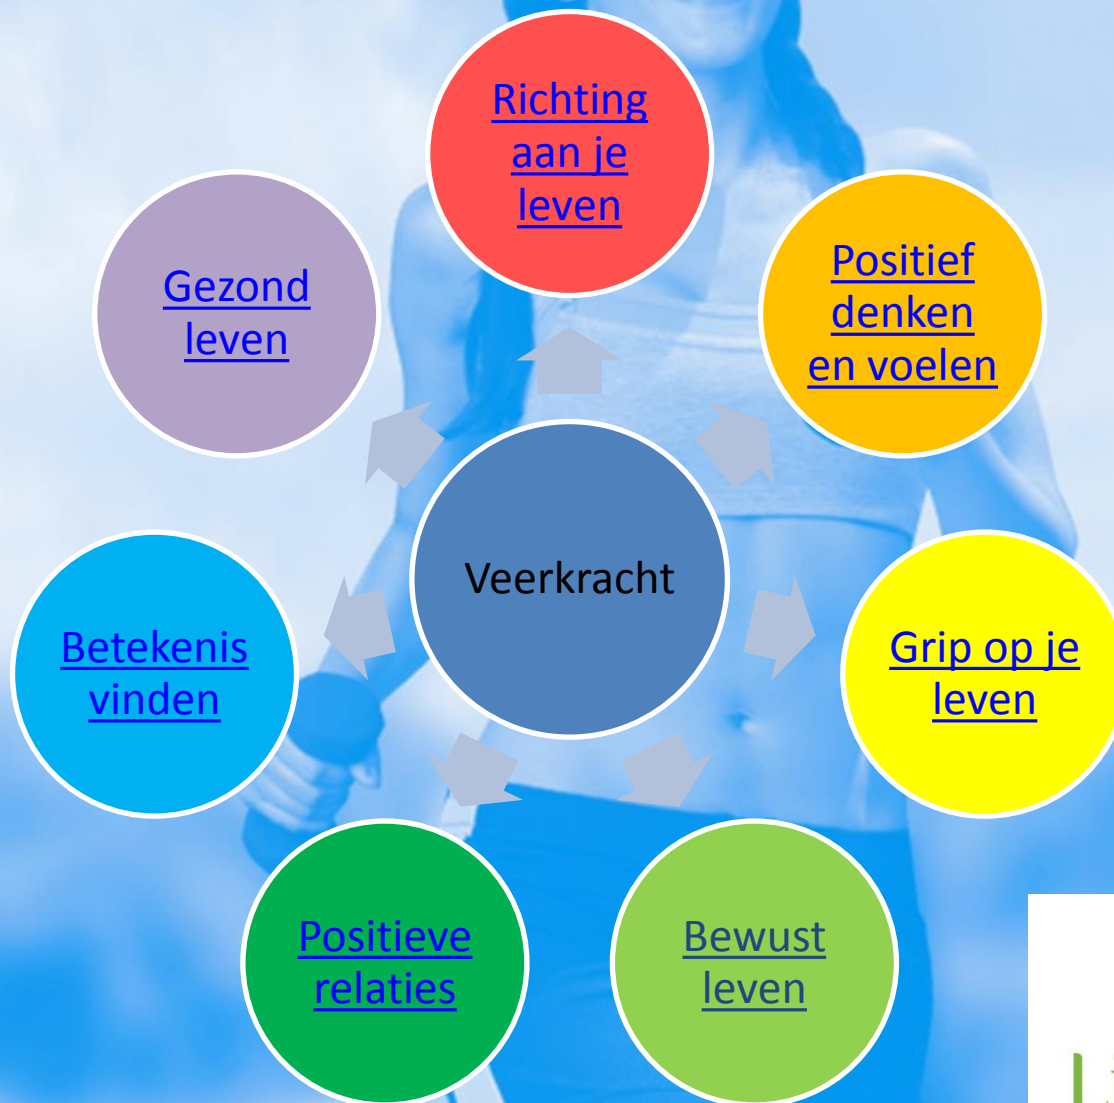 Richting
aan je
leven
Positief
denken
en voelen
Grip op je
leven
Bewust
leven
Positieve
relaties
Betekenis
vinden
Gezond
leven
Veerkracht